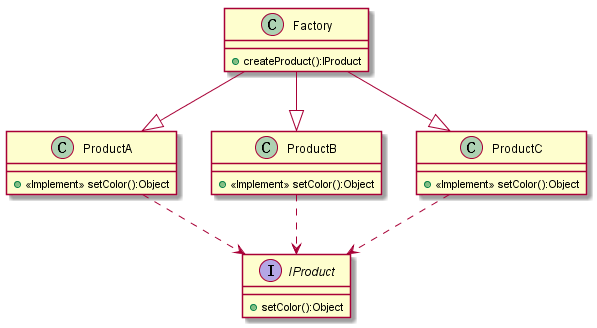 C Factory
createProduct():IProduct
C ProductA
«Implement» setColor():Object
C ProductB
«Implement» setColor():Object
C ProductC
«Implement» setColor():Object
I IProduct
setColor():Object